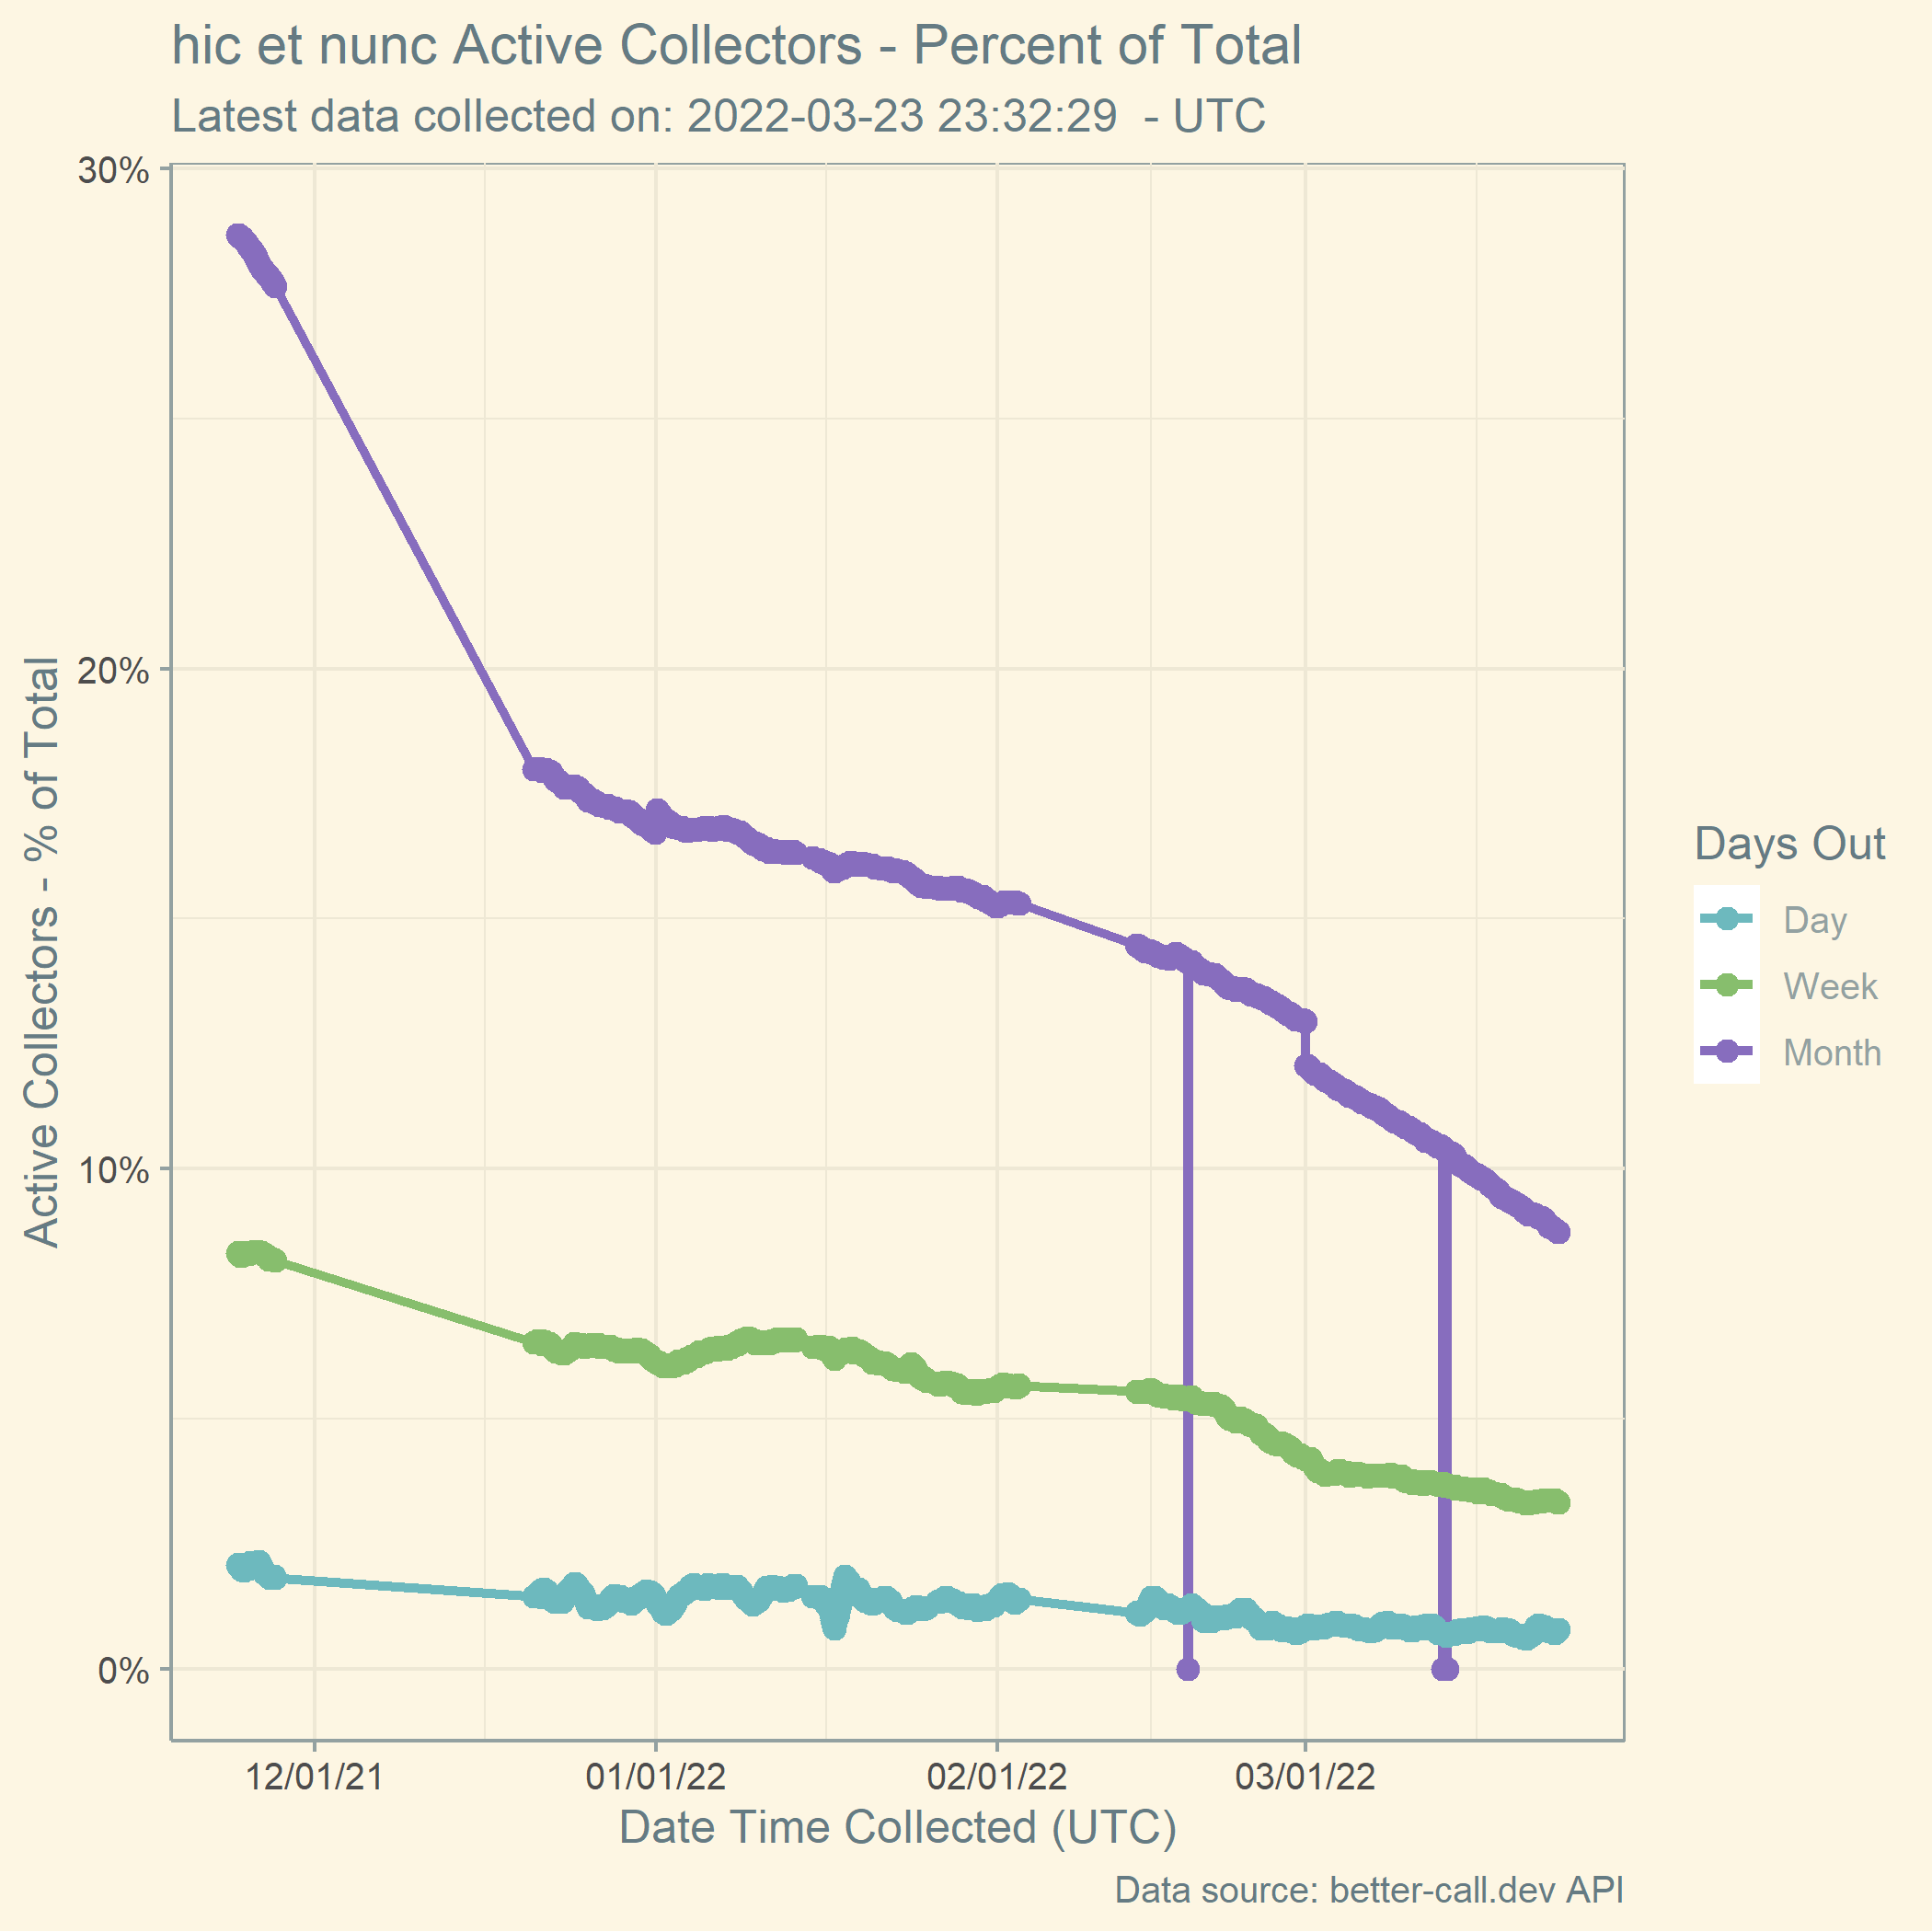 hic et nunc Active Collectors - Percent of Total
Latest data collected on: 2022-03-23 23:32:29  - UTC
30%
20%
10%
0%
Active Collectors - % of Total
12/01/21
01/01/22
02/01/22
03/01/22
Date Time Collected (UTC)
Days Out
Day
Week
Month
Data source: better-call.dev API